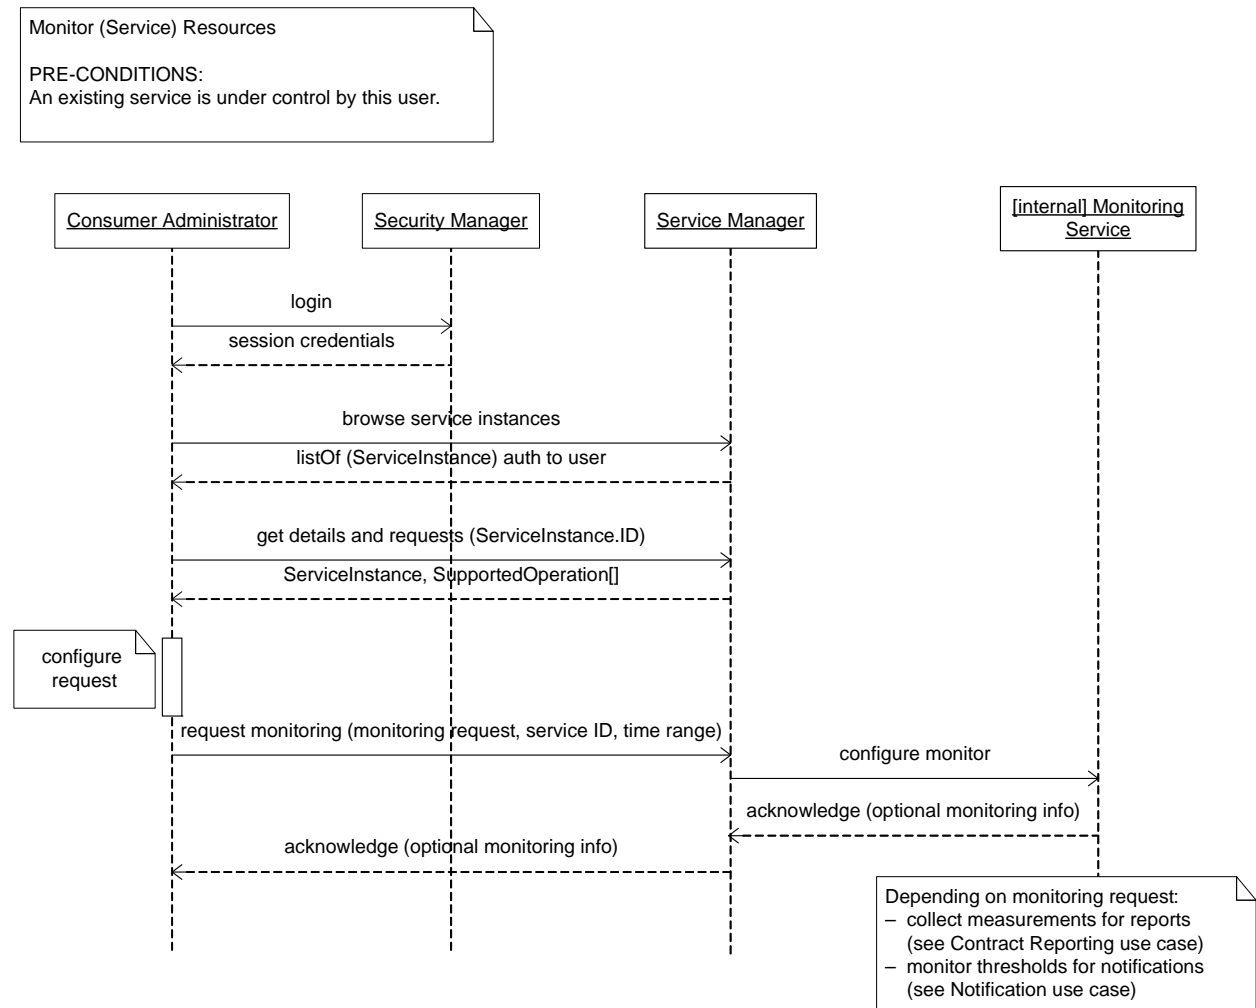 Monitor (Service) Resources
PRE-CONDITIONS:
An existing service is under control by this user.
Consumer Administrator
Security Manager
Service Manager
[internal] Monitoring
Service
login
session credentials
browse service instances
listOf (ServiceInstance) auth to user
get details and requests (ServiceInstance.ID)
ServiceInstance, SupportedOperation[]
configure
request
request monitoring (monitoring request, service ID, time range)
configure monitor
acknowledge (optional monitoring info)
acknowledge (optional monitoring info)
Depending on monitoring request:
– collect measurements for reports
(see Contract Reporting use case)
– monitor thresholds for notifications
(see Notification use case)